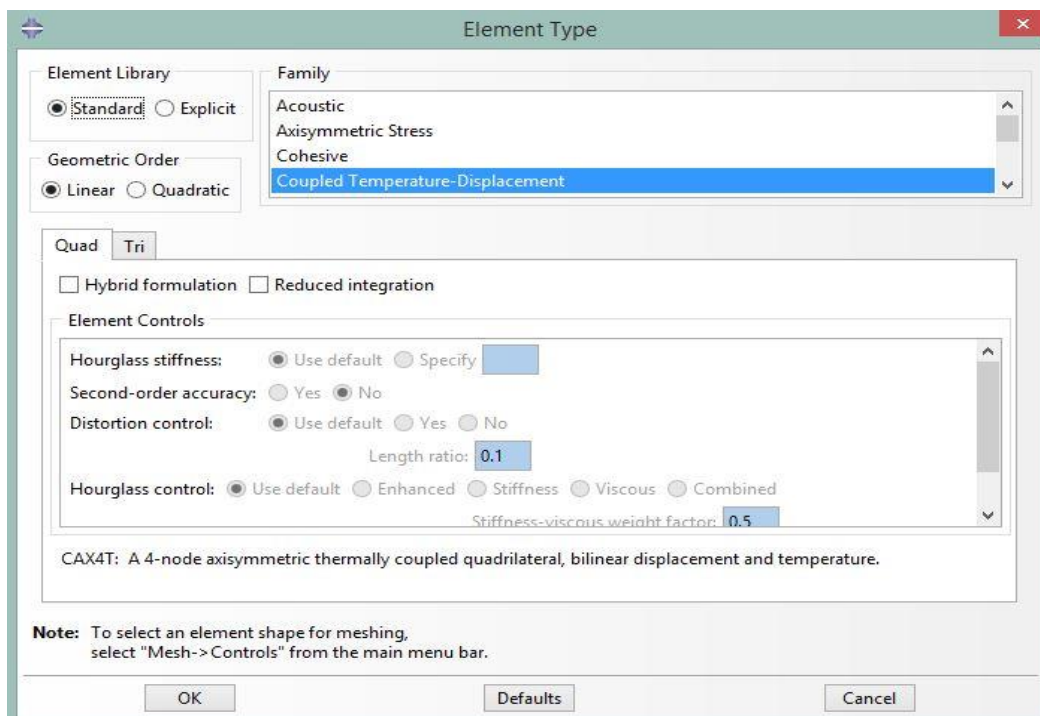 Element Type
Element Library
Standard Explicit
Family
Acoustic
Axisymmetric Stress
Cohesive
Coupled Temperature-Displacement
Geometric Order
Linear Quadratic
Quad Tri
Hybrid formulation Reduced integration
Element Controls
Hourglass stiffness: Use default Specify
Second-order accuracy: Yes No
Distortion control: Use default Yes No
Length ratio: 0.1
Hourglass control: Use default Enhanced Stiffness Viscous Combined
Stiffness-viscous weight factor: 0.5
CAX4T: A 4-node axisymmetric thermally coupled quadrilateral, bilinear displacement and temperature.
Note: To select an element shape for meshing,
select "Mesh->Controls" from the main menu bar.
OK Defaults Cancel